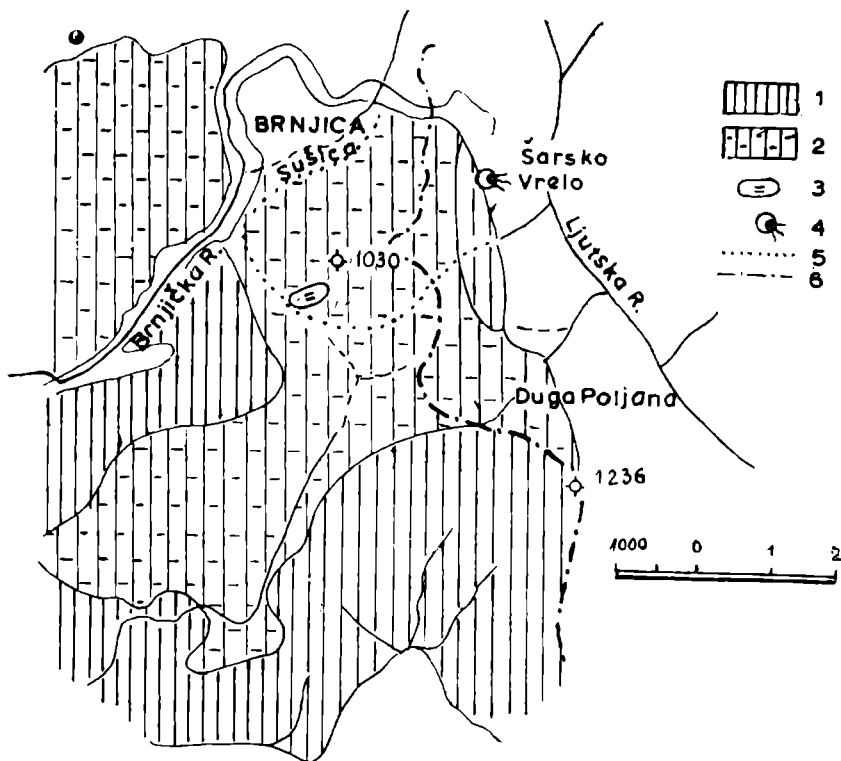 BRNJICA
Sušica
Šarsko
Vrelo
Ljutska R.
1030
Brnjička R.
Duga Poljana
1236
1
2
3
4
5
6
1000 0 1 2